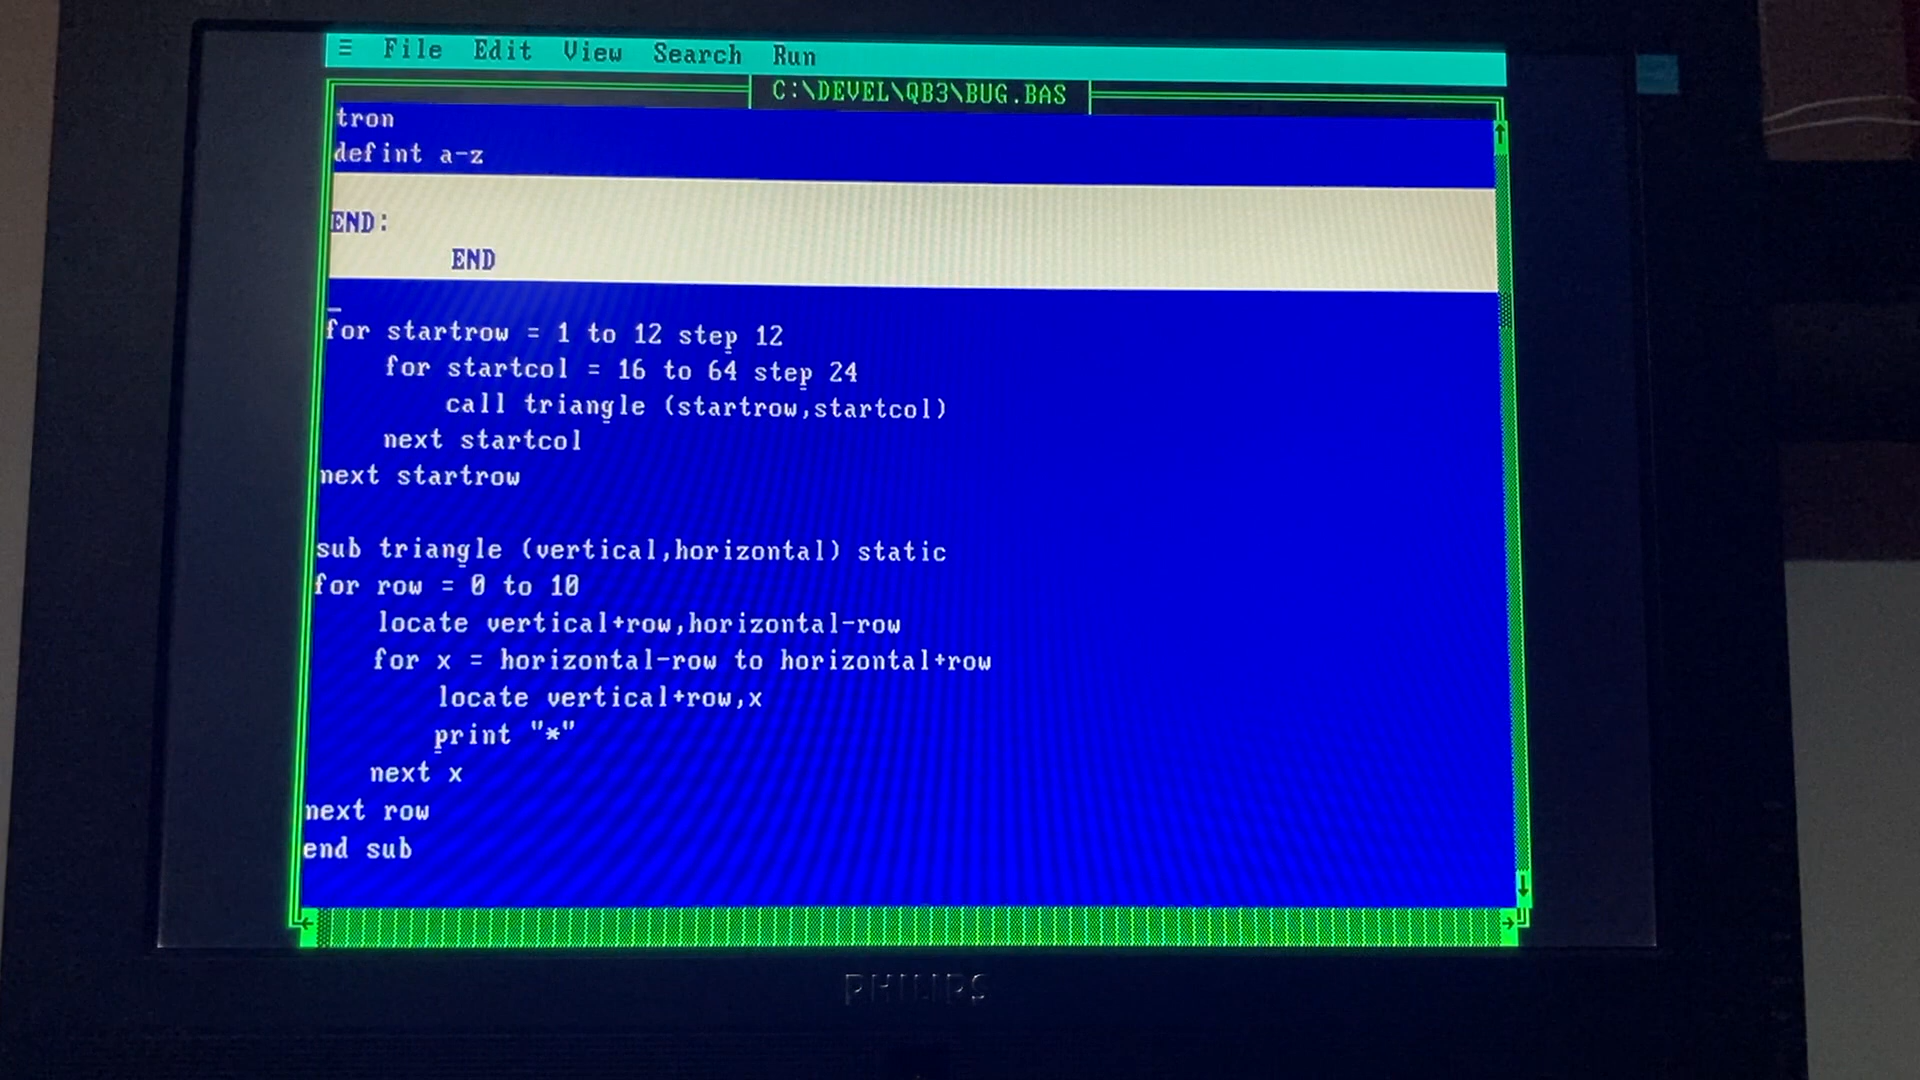 ≡ File Edit View Search Run
C:\DEVEL\QB3\BUG.BAS
tron
defint a-z
END:
END
for startrow = 1 to 12 step 12
for startcol = 16 to 64 step 24
call triangle (startrow,startcol)
next startcol
next startrow
sub triangle (vertical,horizontal) static
for row = 0 to 10
locate vertical+row,horizontal-row
for x = horizontal-row to horizontal+row
locate vertical+row,x
print "*"
next x
next row
end sub
PHILIPS